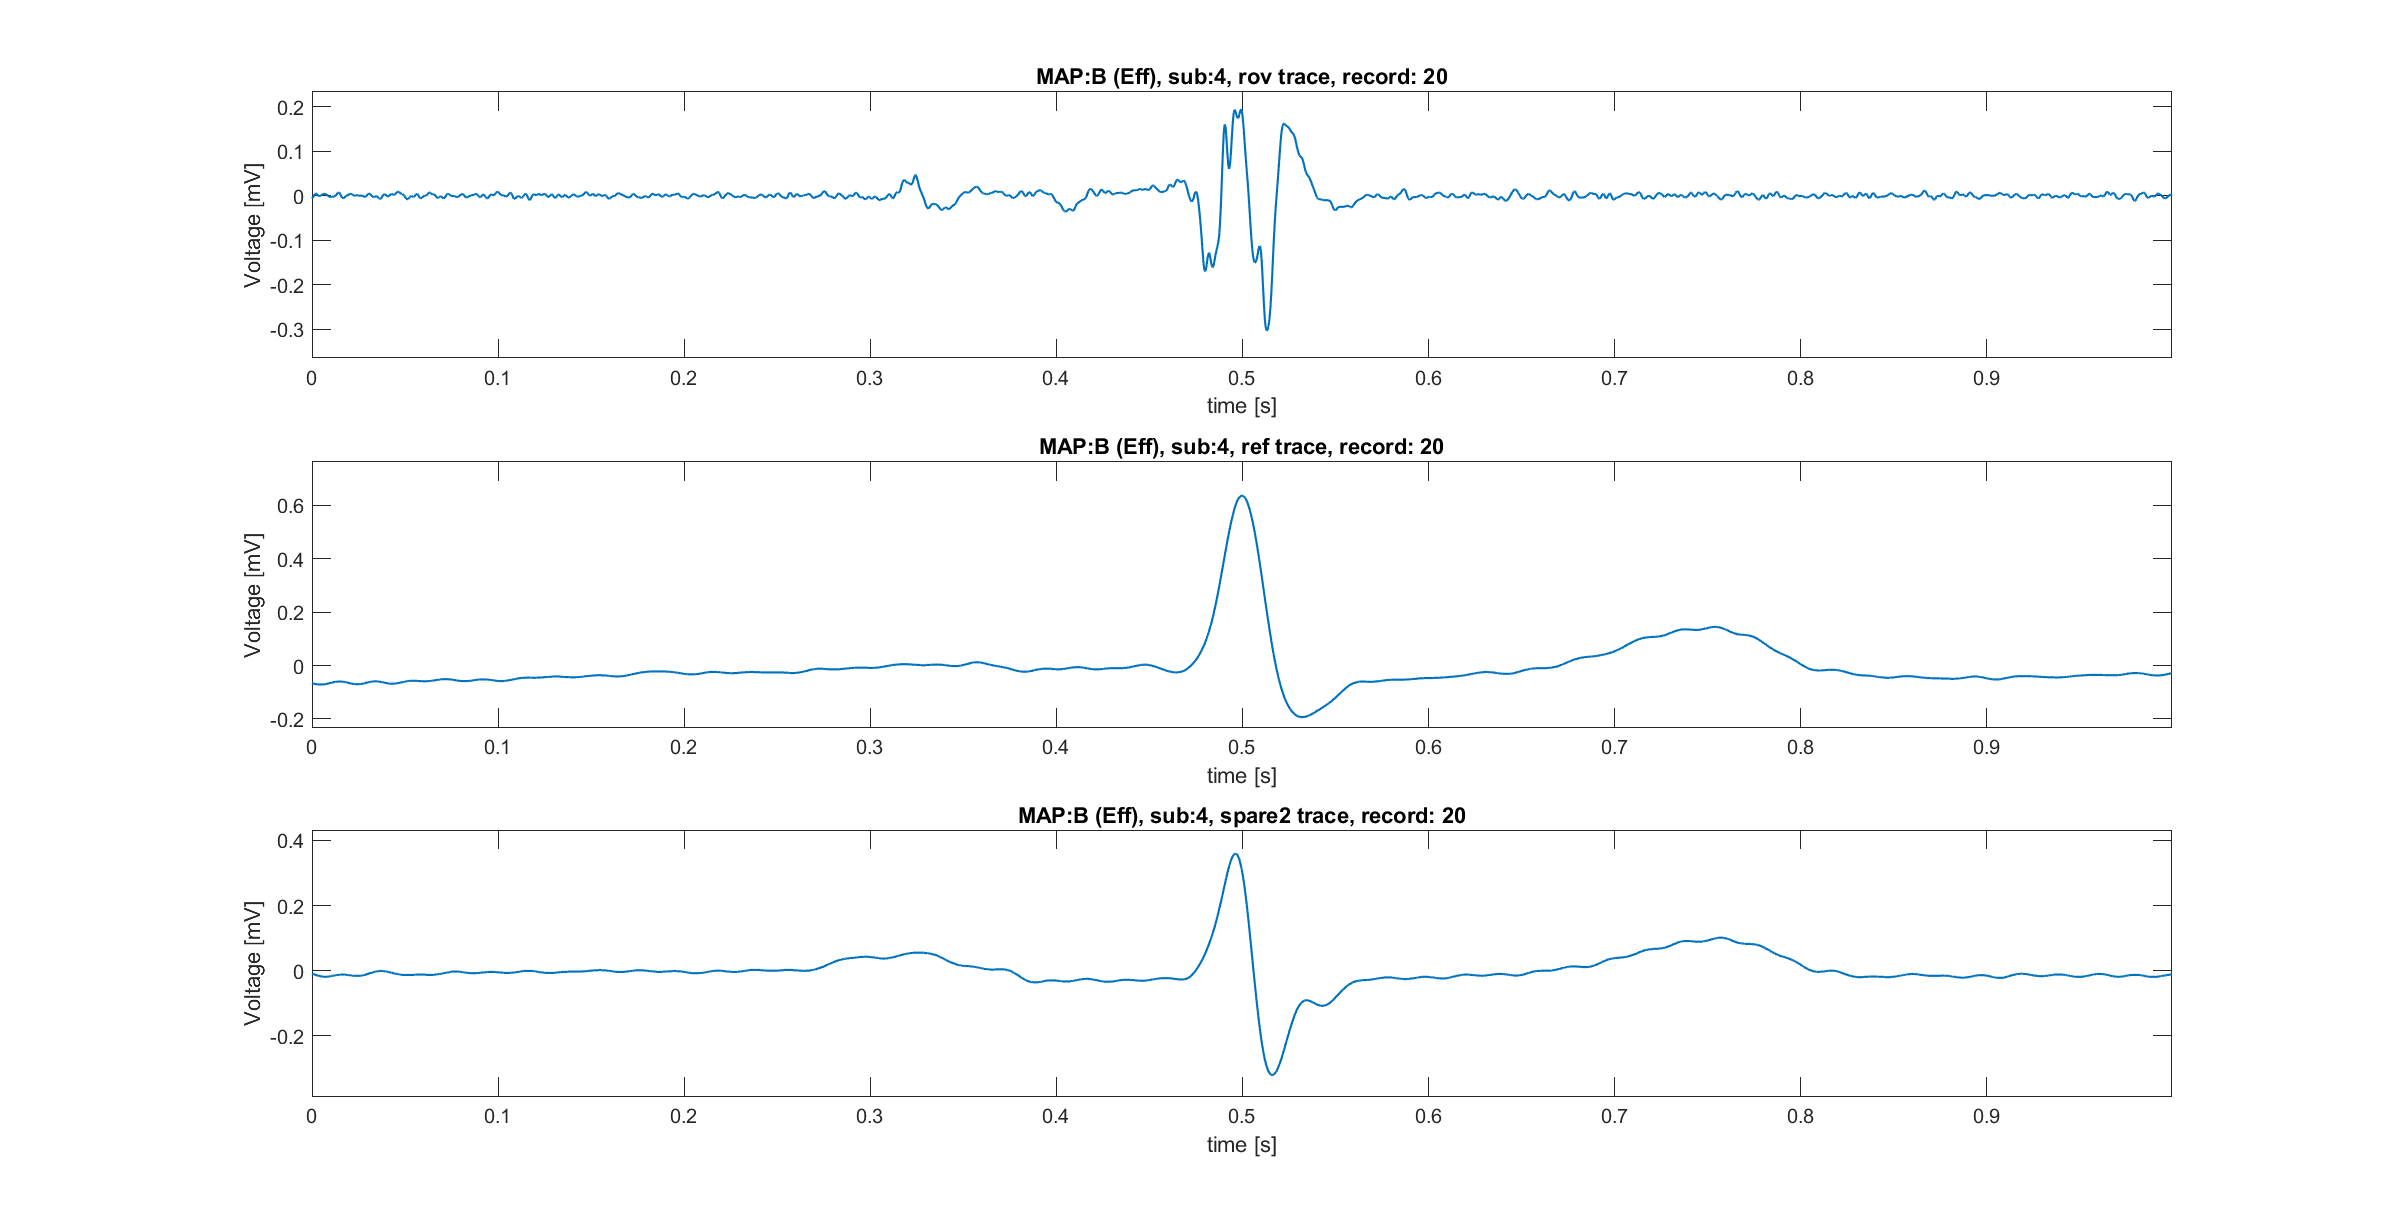 MAP:B (Eff), sub:4, rov trace, record: 20
Voltage [mV]
0.2
0.1
0
-0.1
-0.2
-0.3
0 0.1 0.2 0.3 0.4 0.5 0.6 0.7 0.8 0.9
time [s]
MAP:B (Eff), sub:4, ref trace, record: 20
Voltage [mV]
0.6
0.4
0.2
0
-0.2
0 0.1 0.2 0.3 0.4 0.5 0.6 0.7 0.8 0.9
time [s]
MAP:B (Eff), sub:4, spare2 trace, record: 20
Voltage [mV]
0.4
0.2
0
-0.2
0 0.1 0.2 0.3 0.4 0.5 0.6 0.7 0.8 0.9
time [s]